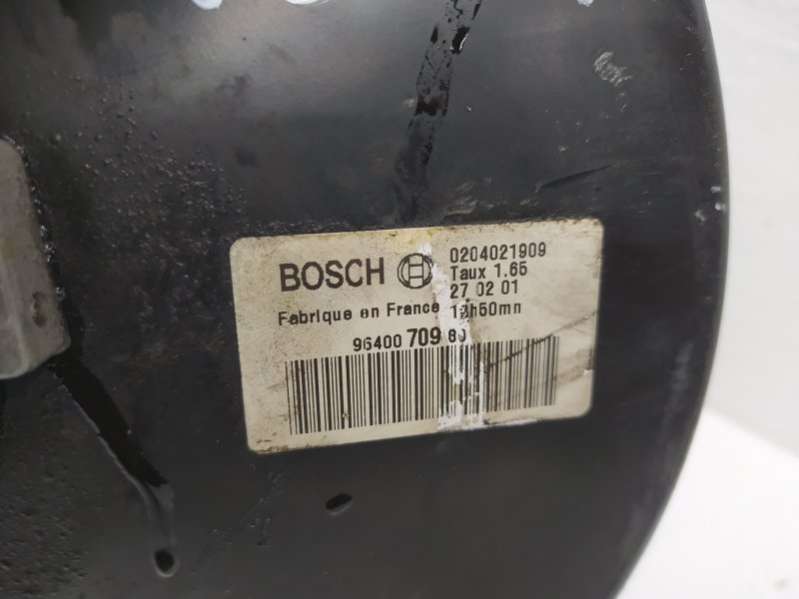 BOSCH
0204021909
Taux 1.65
27 02 01
Fabrique en France
96400 709 80